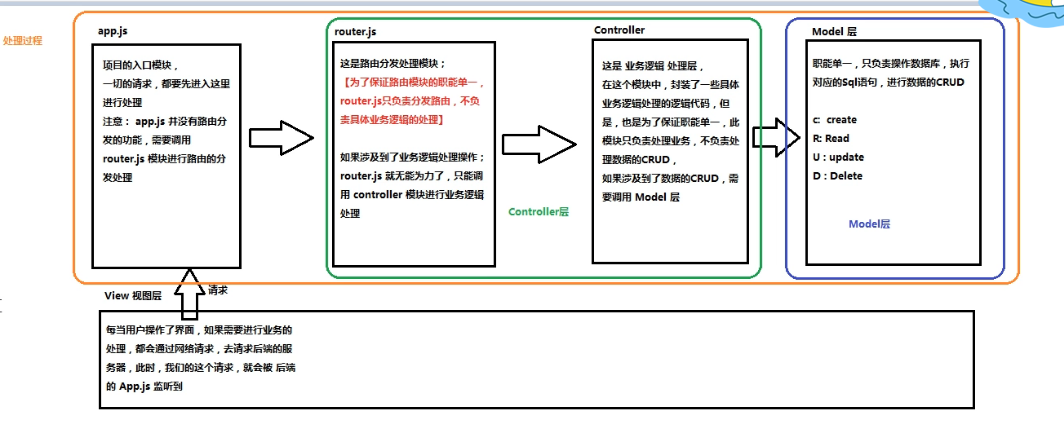 处理过程
app.js
项目的入口模块，
一切的请求，都要先进入这里
进行处理
注意： app.js 并没有路由分
发的功能，需要调用
router.js 模块进行路由的分
发处理
router.js
这是路由分发处理模块；
【为了保证路由模块的职能单一，
router.js只负责分发路由，不负
责具体业务逻辑的处理】
如果涉及到了业务逻辑处理操作；
router.js 就无能为力了，只能调
用 controller 模块进行业务逻辑
处理
Controller层
Controller
这是 业务逻辑 处理层，
在这个模块中，封装了一些具体
业务逻辑处理的逻辑代码，但
是，也是为了保证职能单一，此
模块只负责处理业务，不负责处
理数据的CRUD，
如果涉及到了数据的CRUD，需
要调用 Model 层
Model 层
职能单一，只负责操作数据库，执行
对应的Sql语句，进行数据的CRUD
c: create
R: Read
U : update
D : Delete
Model层
请求
View 视图层
每当用户操作了界面，如果需要进行业务的
处理，都会通过网络请求，去请求后端的服
务器，此时，我们的这个请求，就会被 后端
的 App.js 监听到